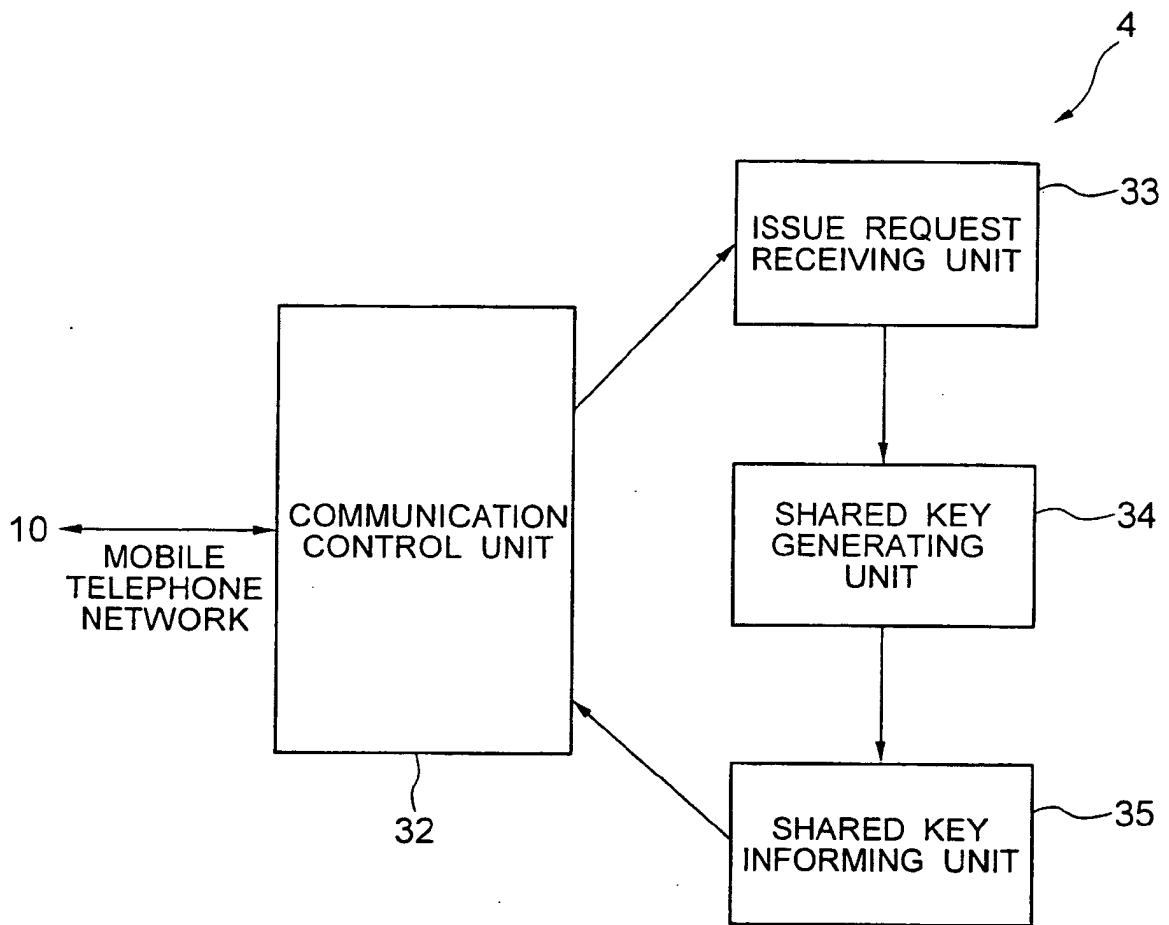 4
33
ISSUE REQUEST
RECEIVING UNIT
COMMUNICATION
CONTROL UNIT
10
MOBILE
TELEPHONE
NETWORK
SHARED KEY
GENERATING
UNIT
34
32
SHARED KEY
INFORMING UNIT
35